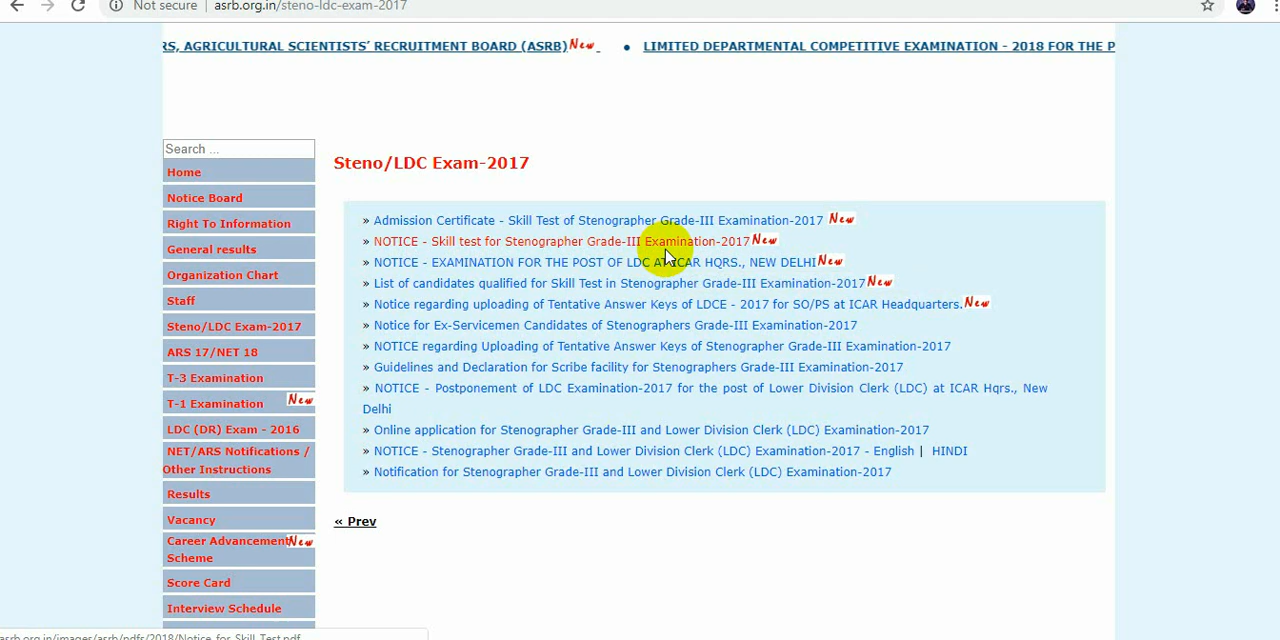 Not secure | asrb.org.in/steno-ldc-exam-2017
RS, AGRICULTURAL SCIENTISTS' RECRUITMENT BOARD (ASRB) New • LIMITED DEPARTMENTAL COMPETITIVE EXAMINATION - 2018 FOR THE P
Search ...
Home
Notice Board
Right To Information
General results
Organization Chart
Staff
Steno/LDC Exam-2017
ARS 17/NET 18
T-3 Examination
T-1 Examination New
LDC (DR) Exam - 2016
NET/ARS Notifications /
Other Instructions
Results
Vacancy
Career Advancement New
Scheme
Score Card
Interview Schedule
Steno/LDC Exam-2017
» Admission Certificate - Skill Test of Stenographer Grade-III Examination-2017 New
» NOTICE - Skill test for Stenographer Grade-III Examination-2017 New
» NOTICE - EXAMINATION FOR THE POST OF LDC AT ICAR HQRS., NEW DELHI New
» List of candidates qualified for Skill Test in Stenographer Grade-III Examination-2017 New
» Notice regarding uploading of Tentative Answer Keys of LDCE - 2017 for SO/PS at ICAR Headquarters. New
» Notice for Ex-Servicemen Candidates of Stenographers Grade-III Examination-2017
» NOTICE regarding Uploading of Tentative Answer Keys of Stenographer Grade-III Examination-2017
» Guidelines and Declaration for Scribe facility for Stenographers Grade-III Examination-2017
» NOTICE - Postponement of LDC Examination-2017 for the post of Lower Division Clerk (LDC) at ICAR Hqrs., New
Delhi
» Online application for Stenographer Grade-III and Lower Division Clerk (LDC) Examination-2017
» NOTICE - Stenographer Grade-III and Lower Division Clerk (LDC) Examination-2017 - English | HINDI
» Notification for Stenographer Grade-III and Lower Division Clerk (LDC) Examination-2017
« Prev
asrb.org.in/images/asrb/pdfs/2018/Notice_for_Skill_Test.pdf